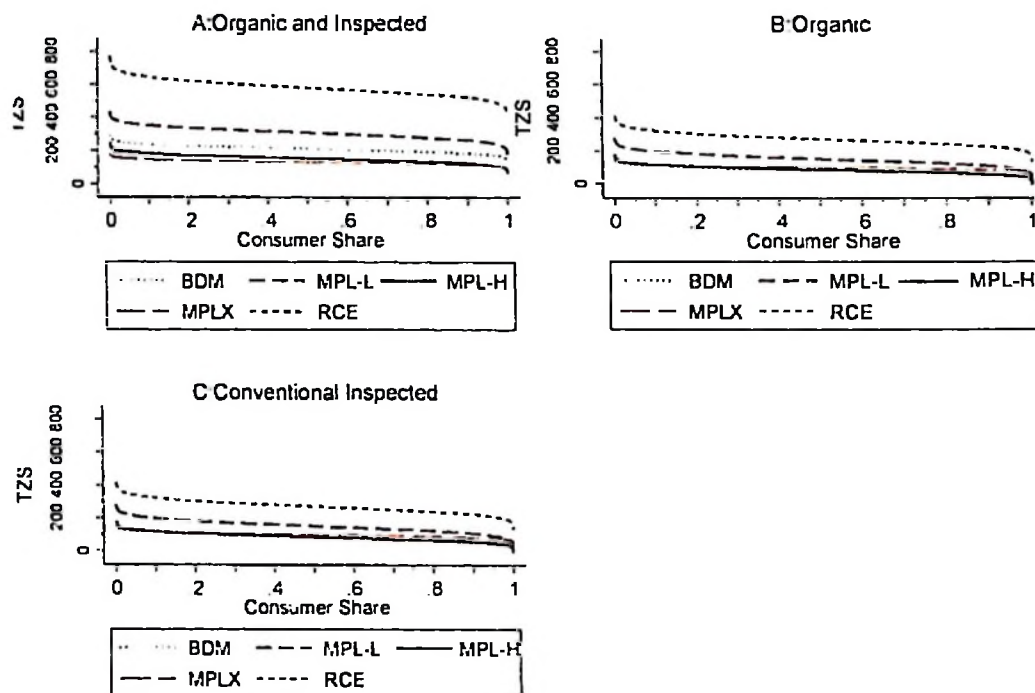 A:Organic and Inspected
TZS
0 200 400 600 800
0 .2 .4 .6 .8 1
Consumer Share
BDM MPL-L MPL-H
MPLX RCE
B:Organic
TZS
0 200 400 600 800
0 .2 .4 .6 .8 1
Consumer Share
BDM MPL-L MPL-H
MPLX RCE
C:Conventional Inspected
TZS
0 200 400 600 800
0 .2 .4 .6 .8 1
Consumer Share
BDM MPL-L MPL-H
MPLX RCE